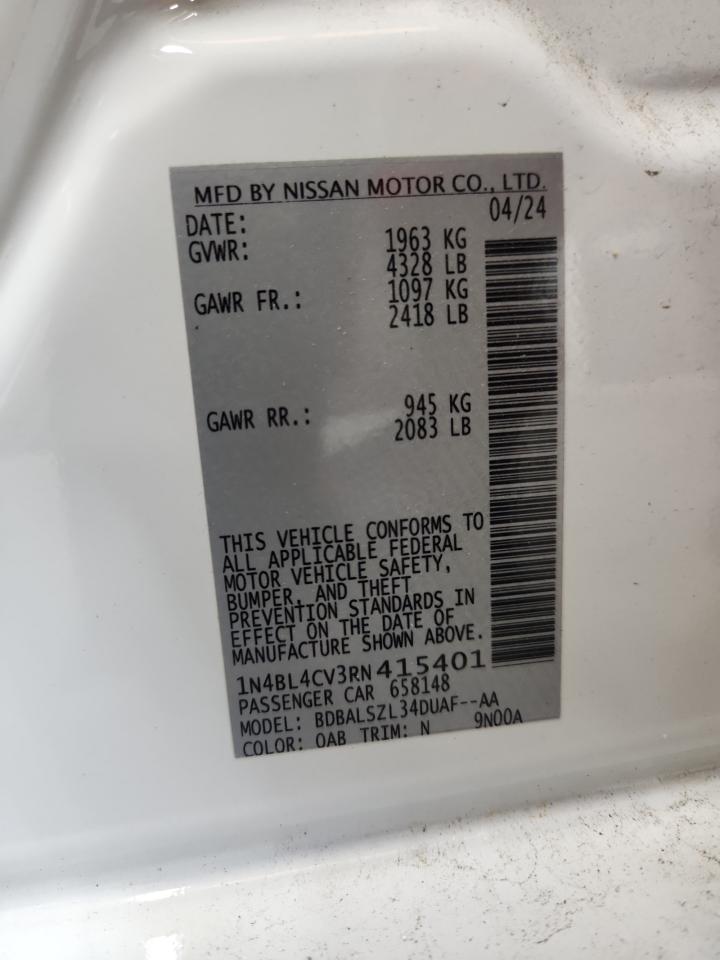 MFD BY NISSAN MOTOR CO., LTD.
DATE: 04/24
GVWR: 1963 KG
4328 LB
GAWR FR.: 1097 KG
2418 LB
GAWR RR.: 945 KG
2083 LB
THIS VEHICLE CONFORMS TO
ALL APPLICABLE FEDERAL
MOTOR VEHICLE SAFETY,
BUMPER, AND THEFT
PREVENTION STANDARDS IN
EFFECT ON THE DATE OF
MANUFACTURE SHOWN ABOVE.
1N4BL4CV3RN415401
PASSENGER CAR 658148
MODEL: BDBALSZL34DUAF--AA
COLOR: QAB TRIM: N 9N00A